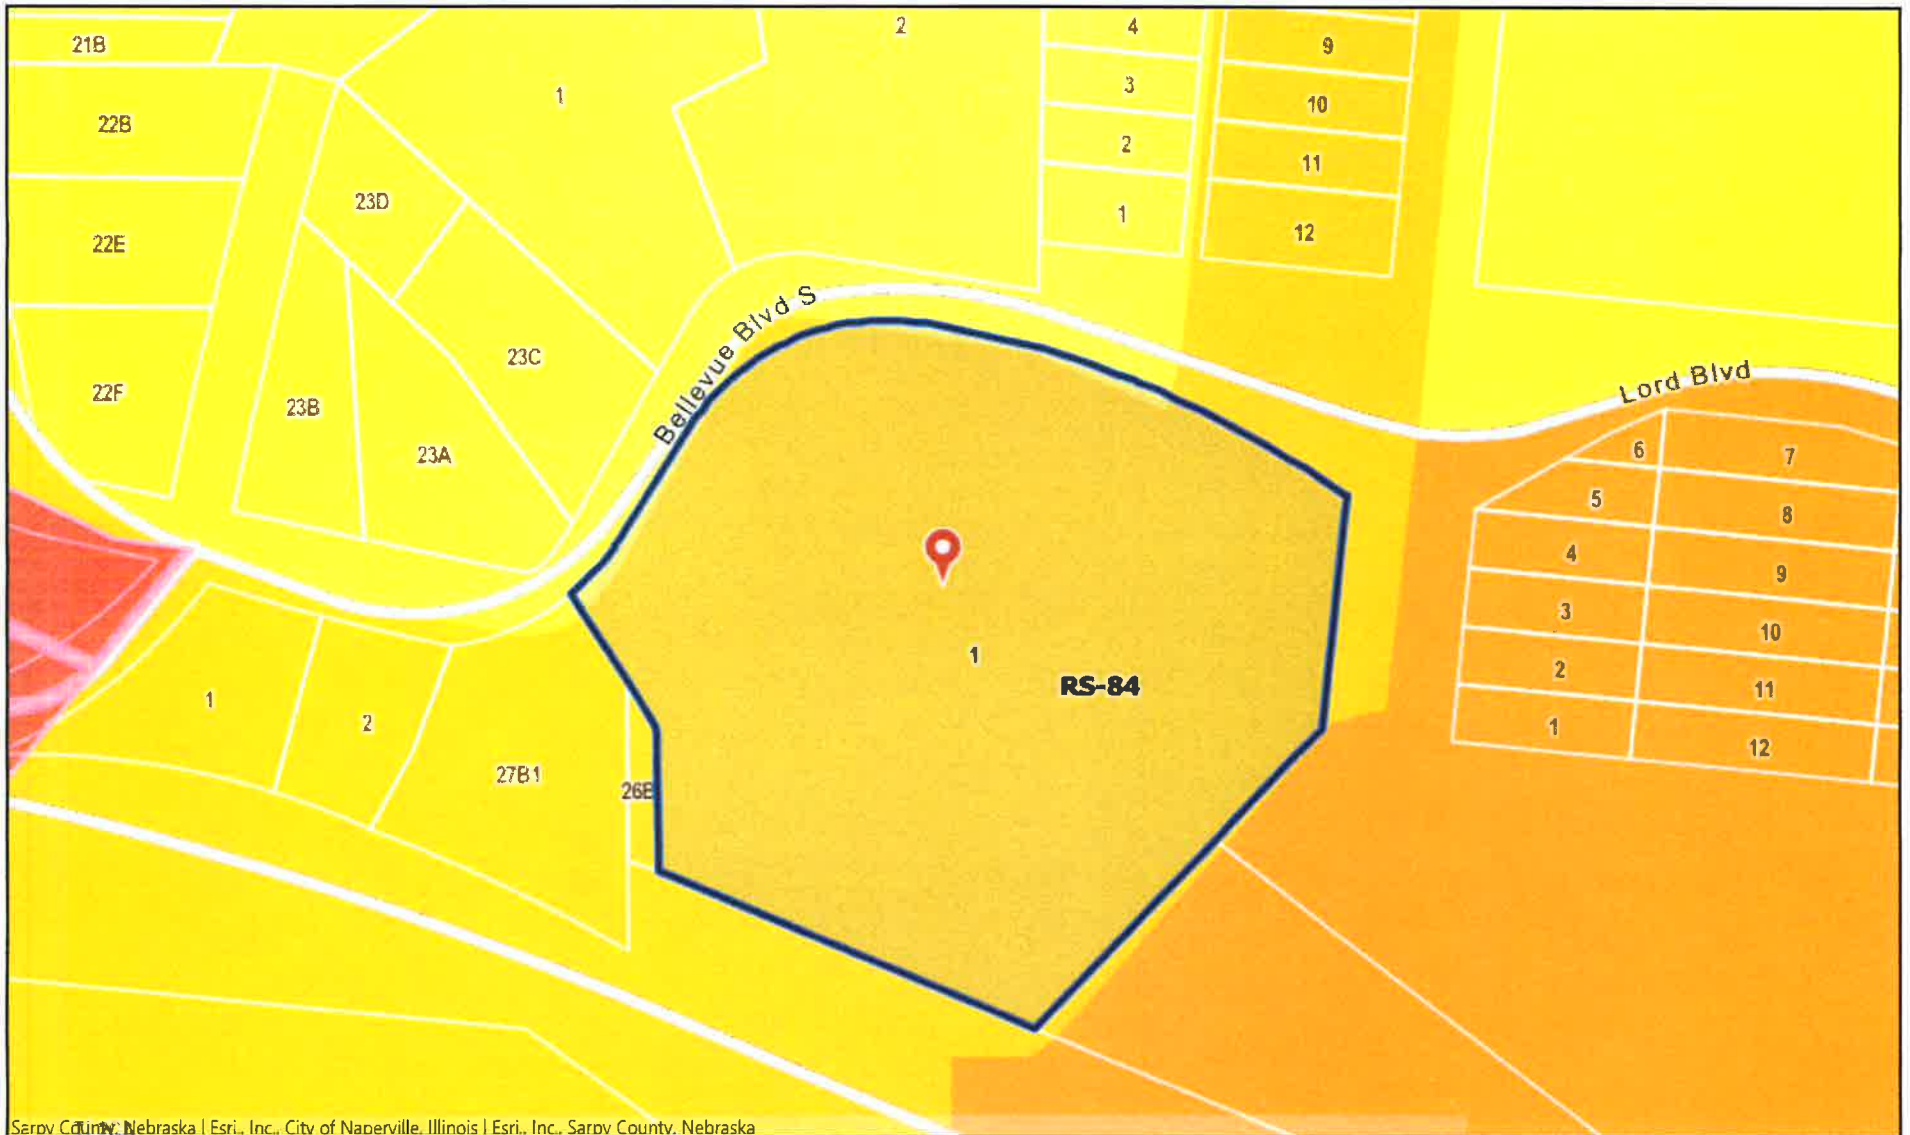 21B
22B
22E
22F
23D
23B
23A
23C
1
2
4
3
2
1
9
10
11
12
Bellevue Blvd S
Lord Blvd
6
5
4
3
2
1
7
8
9
10
11
12
1
RS-84
1
2
27B1
26B
Sarpy County, Nebraska | Esri., Inc., City of Naperville, Illinois | Esri., Inc., Sarpy County, Nebraska